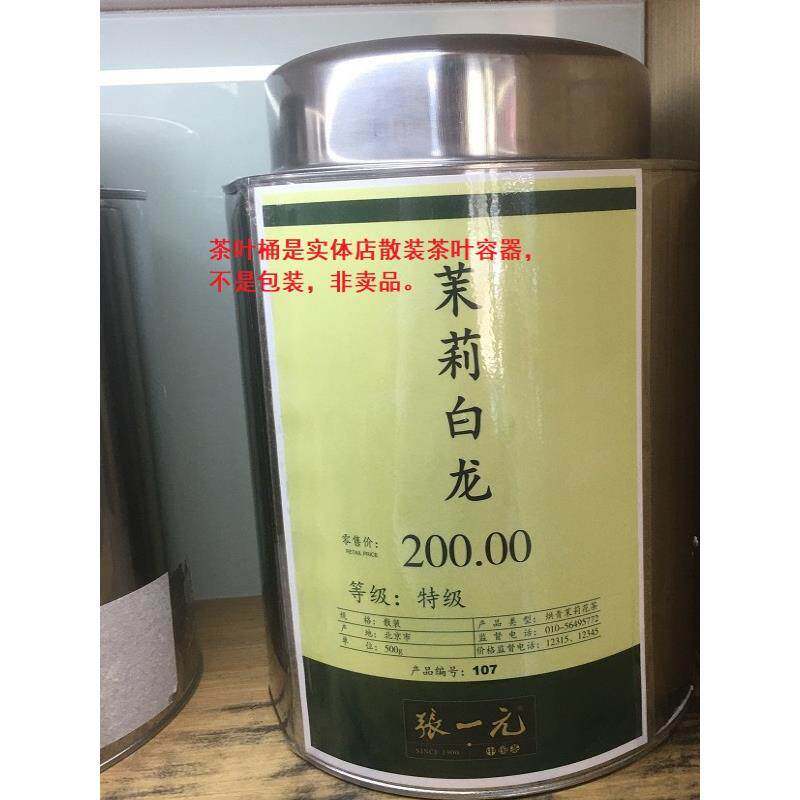 茶叶桶是实体店散装茶叶容器，
不是包装，非卖品。
茉莉白龙
零售价：
RETAIL PRICE
200.00
等级：特级
规 格：散装
产 地：北京市
单 位：500g
产 品 类 型：烘青茉莉花茶
监 督 电 话：010-56495772
价格监督电话：12315、12345
产品编号：107
張一元
SINCE 1900
中国茶